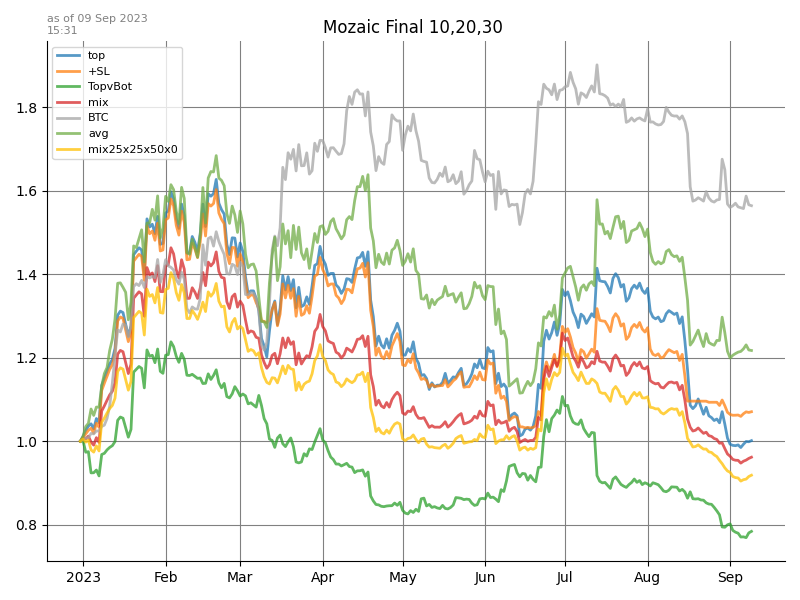 as of 09 Sep 2023
15:31
Mozaic Final 10,20,30
top
+SL
TopvBot
mix
BTC
avg
mix25x25x50x0
1.8
1.6
1.4
1.2
1.0
0.8
2023 Feb Mar Apr May Jun Jul Aug Sep